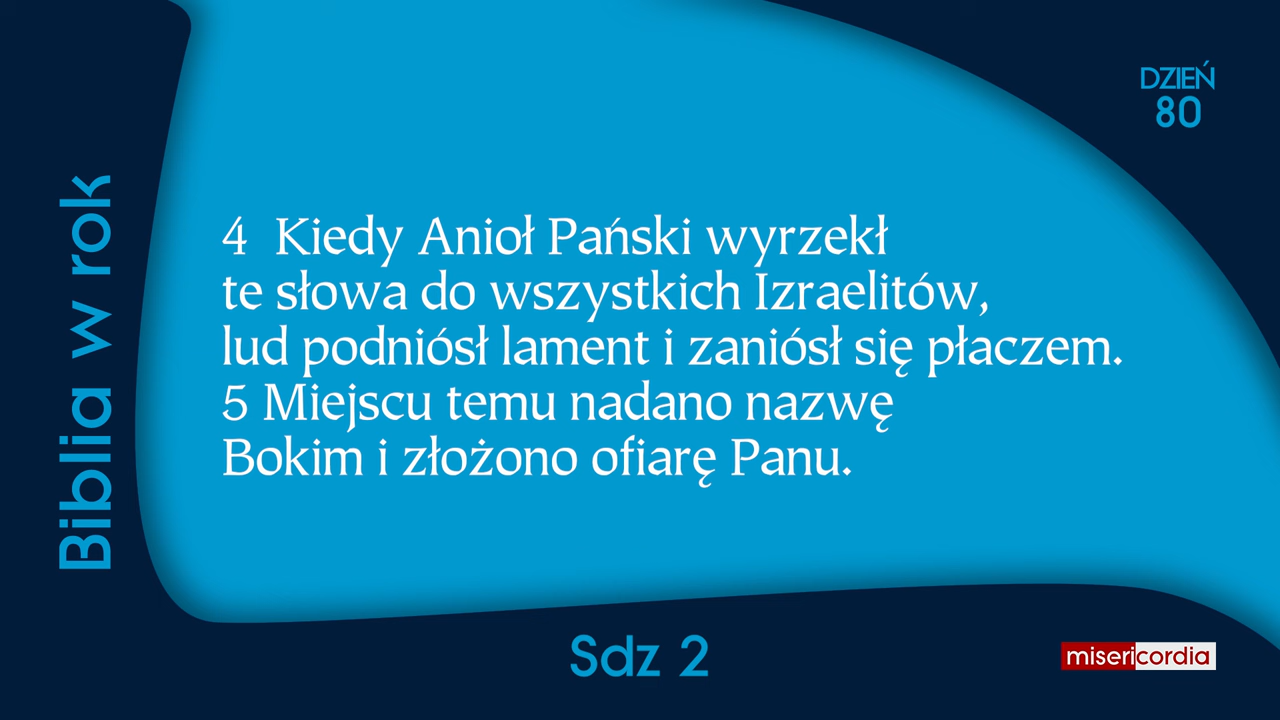 DZIEŃ
80
Biblia w rok
4 Kiedy Anioł Pański wyrzekł
te słowa do wszystkich Izraelitów,
lud podniósł lament i zaniósł się płaczem.
5 Miejscu temu nadano nazwę
Bokim i złożono ofiarę Panu.
Sdz 2
misericordia